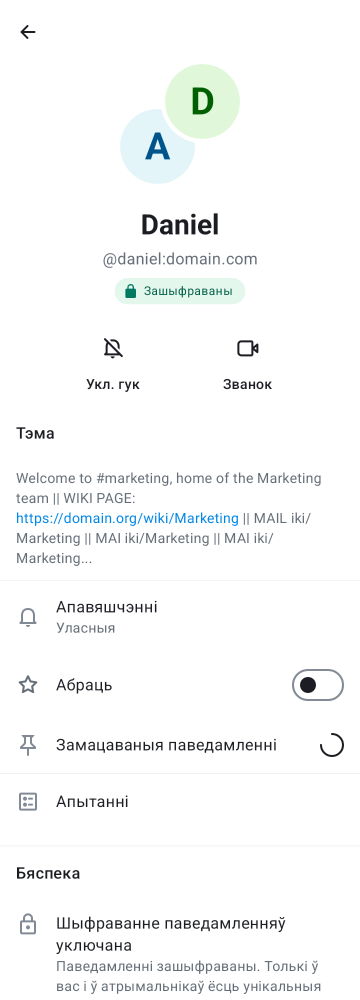 D
A
Daniel
@daniel:domain.com
Зашыфраваны
Укл. гук
Званок
Тэма
Welcome to #marketing, home of the Marketing
team || WIKI PAGE:
https://domain.org/wiki/Marketing || MAIL iki/
Marketing || MAI iki/Marketing || MAI iki/
Marketing...
Апавяшчэнні
Уласныя
Абраць
Замацаваныя паведамленні
Апытанні
Бяспека
Шыфраванне паведамленняў
уключана
Паведамленні зашыфраваны. Толькі ў
вас і ў атрымальнікаў ёсць унікальныя